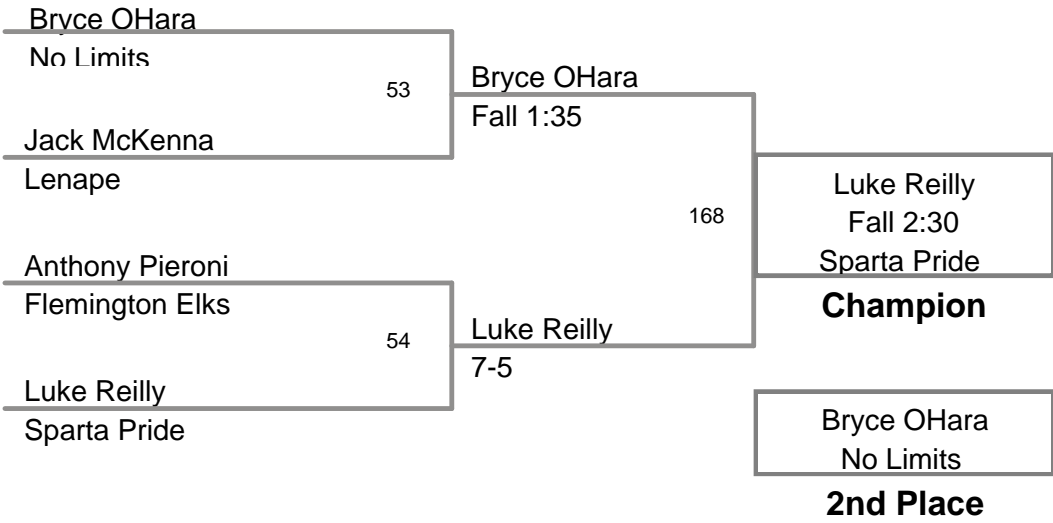 Bryce OHara
No Limits
53
Jack McKenna
Lenape
Bryce OHara
Fall 1:35
Anthony Pieroni
Flemington Elks
54
Luke Reilly
Sparta Pride
Luke Reilly
7-5
168
Luke Reilly
Fall 2:30
Sparta Pride
Champion
Bryce OHara
No Limits
2nd Place